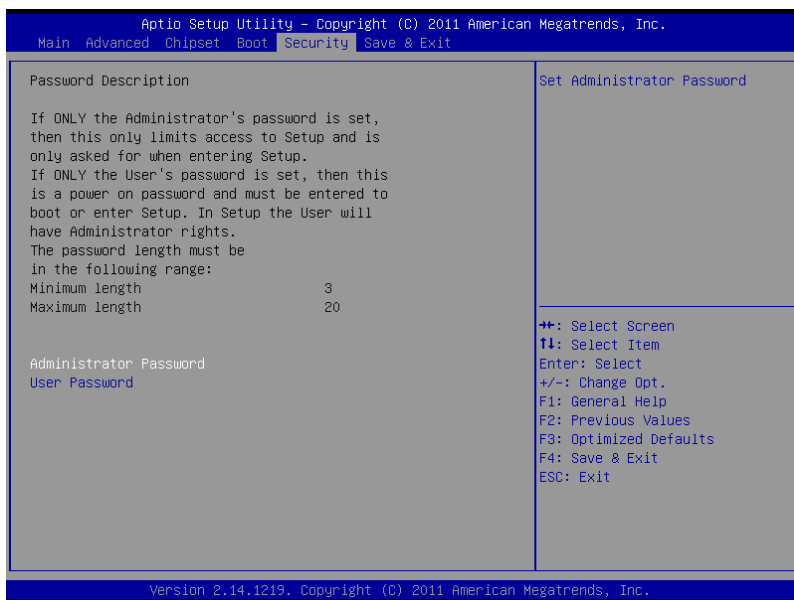 Aptio Setup Utility – Copyright (C) 2011 American Megatrends, Inc.
Main Advanced Chipset Boot Security Save & Exit
Password Description
If ONLY the Administrator's password is set,
then this only limits access to Setup and is
only asked for when entering Setup.
If ONLY the User's password is set, then this
is a power on password and must be entered to
boot or enter Setup. In Setup the User will
have Administrator rights.
The password length must be
in the following range:
Minimum length 3
Maximum length 20
Administrator Password
User Password
Set Administrator Password
→←: Select Screen
↑↓: Select Item
Enter: Select
+/-: Change Opt.
F1: General Help
F2: Previous Values
F3: Optimized Defaults
F4: Save & Exit
ESC: Exit
Version 2.14.1219. Copyright (C) 2011 American Megatrends, Inc.